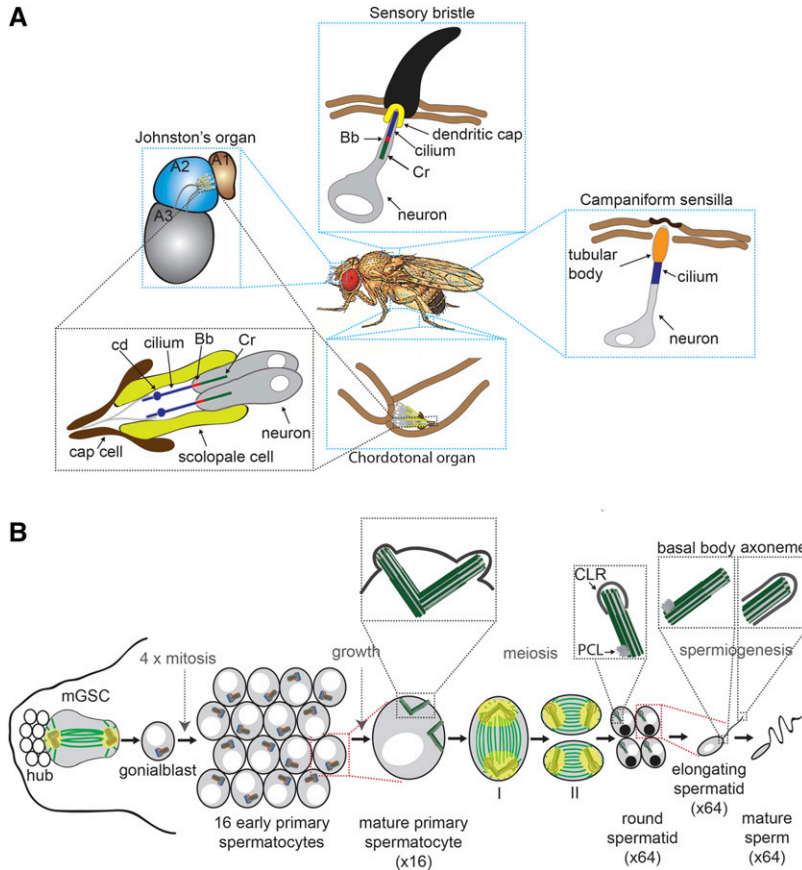 A
Sensory bristle
dendritic cap
Bb
cilium
Cr
neuron
Johnston's organ
A2
A1
A3
Campaniform sensilla
tubular
body
cilium
neuron
cd
cilium
Bb
Cr
neuron
cap cell
scolopale cell
Chordotonal organ
B
basal body
axoneme
CLR
PCL
4 x mitosis
growth
meiosis
spermiogenesis
mGSC
hub
gonialblast
16 early primary
spermatocytes
mature primary
spermatocyte
(x16)
I
II
round
spermatid
(x64)
elongating
spermatid
(x64)
mature
sperm
(x64)